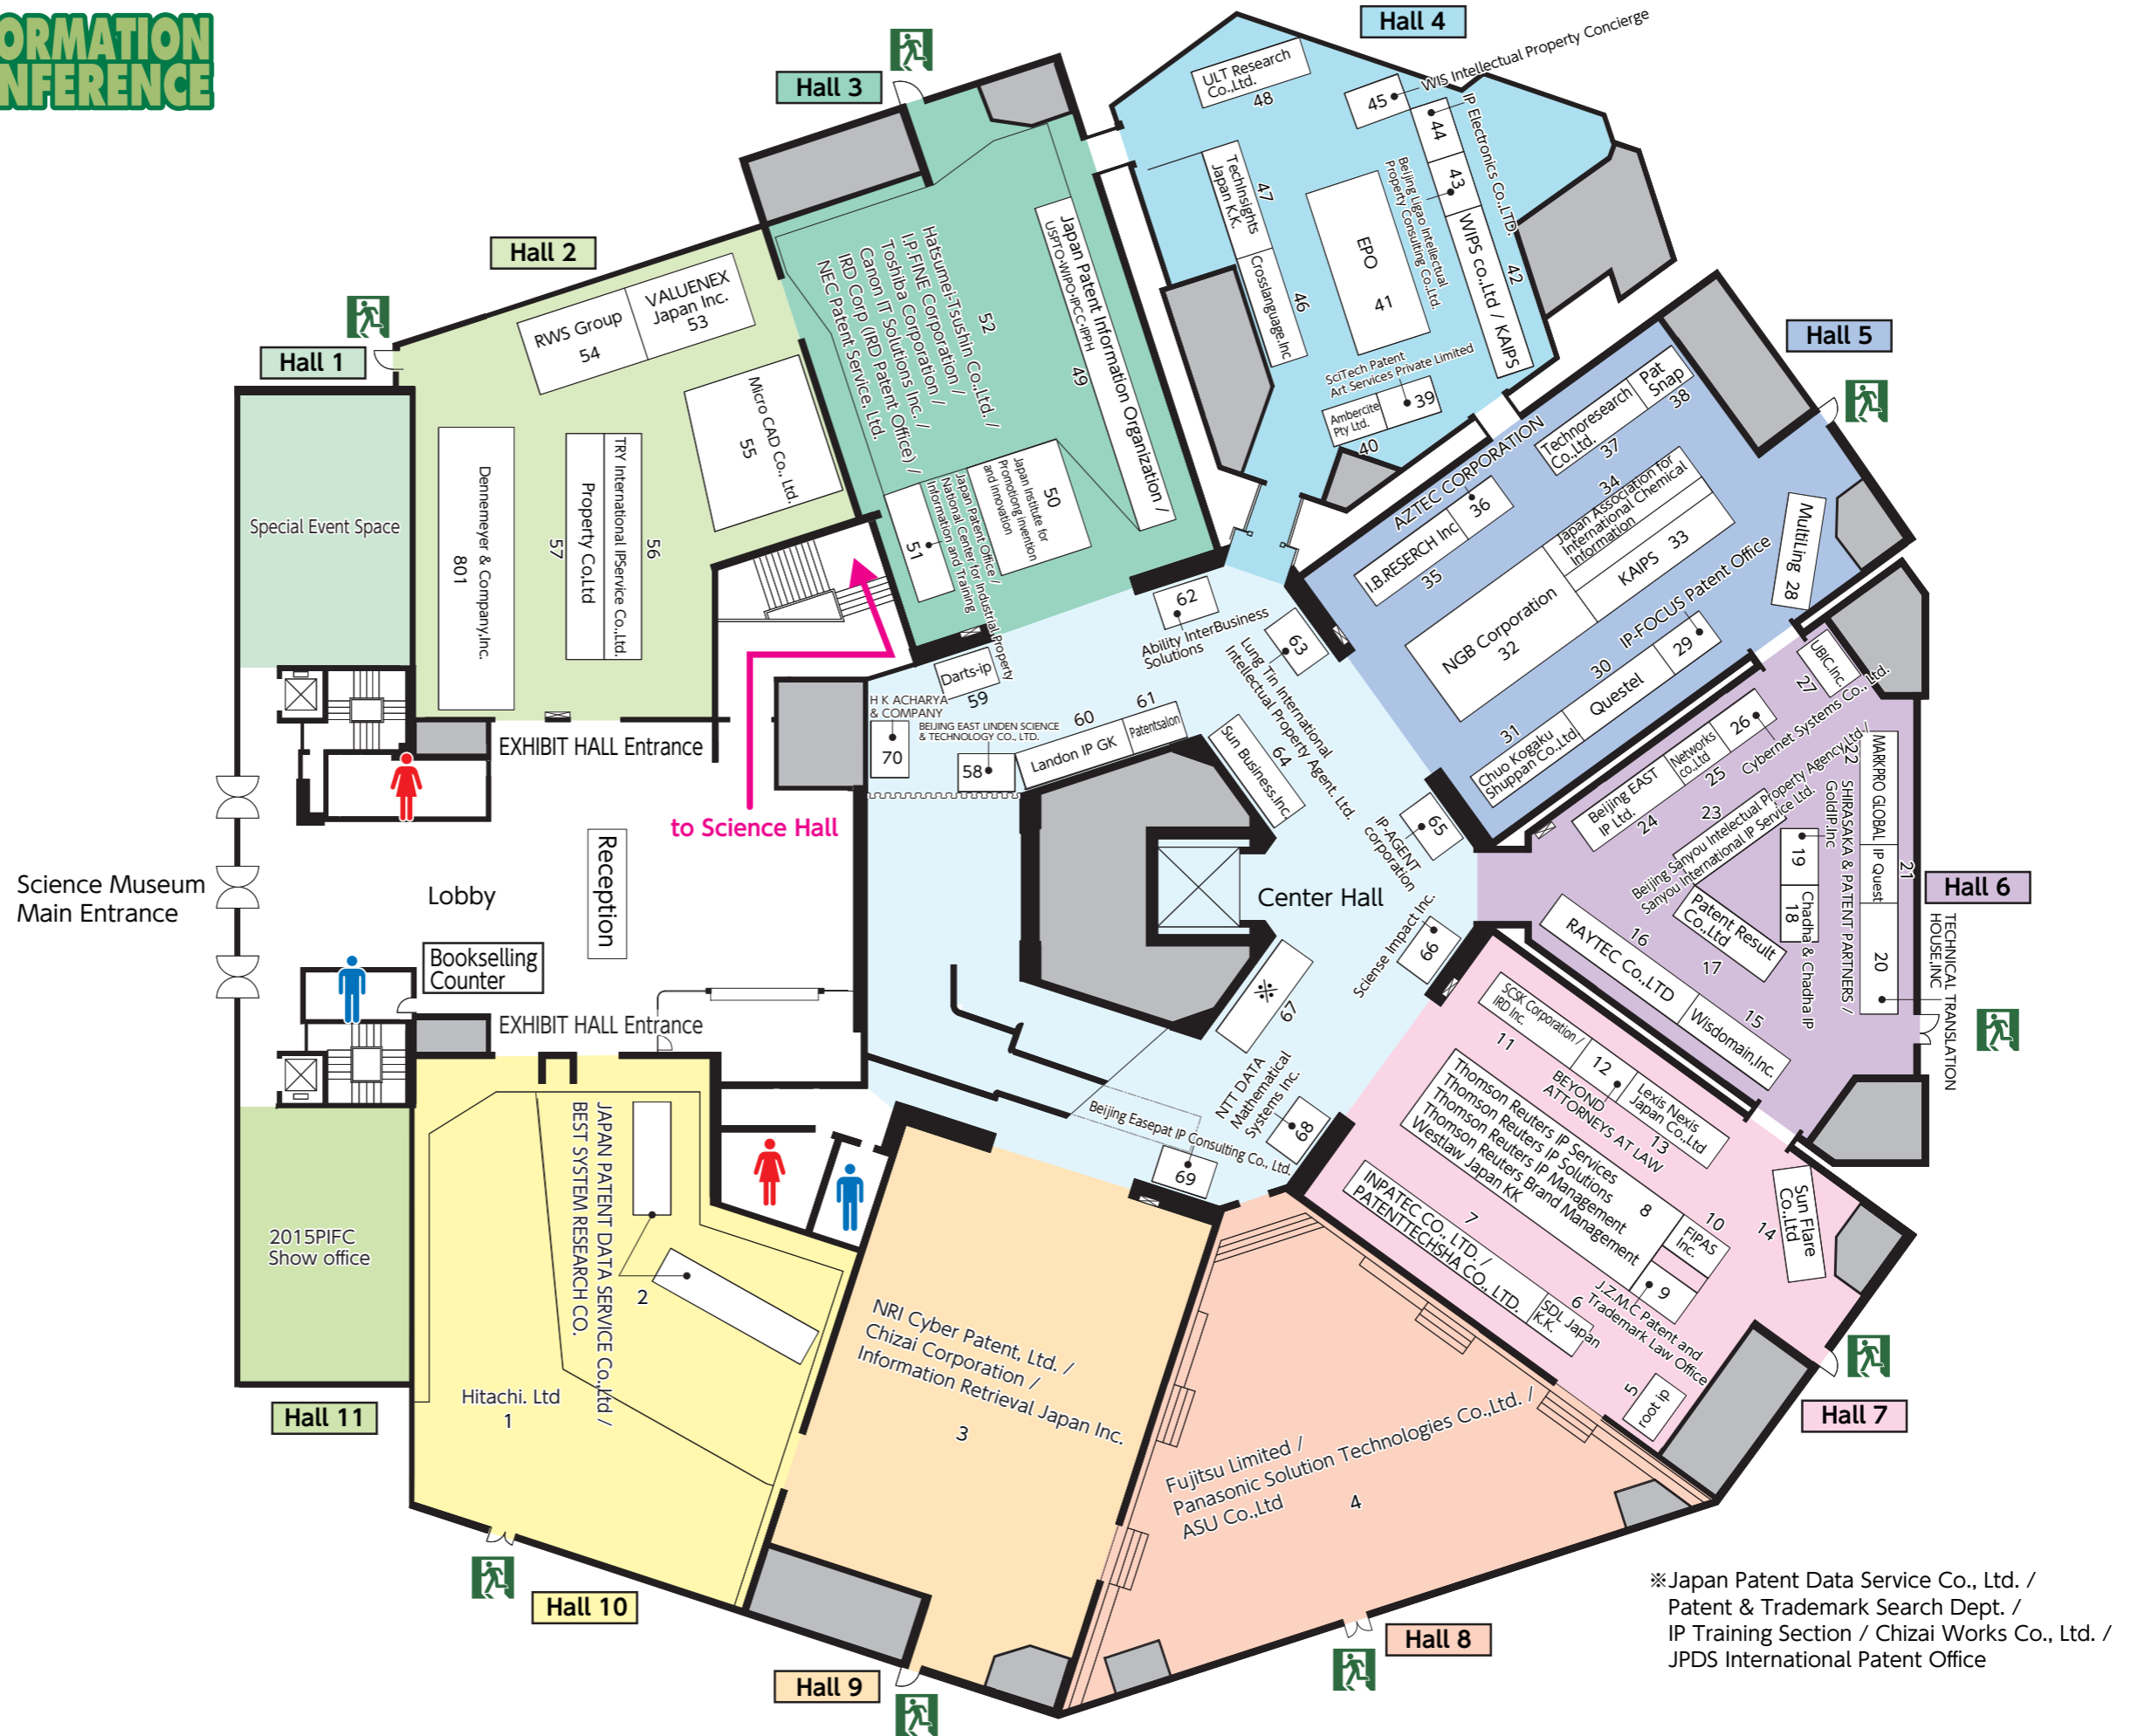 ORMATION
NFERENCE
Hall 1
Special Event Space
Hall 2
RWS Group
54
VALUENEX
Japan Inc.
53
Micro CAD Co., Ltd.
55
TRY International IPService Co.,Ltd.
56
Property Co,Ltd
57
Dennemeyer & Company,Inc.
801
Hall 3
Japan Patent Information Organization /
USPTO·WIPO·IPCC·IPPH
49
52
Hatsumei-Tsushin Co.,Ltd. /
I.P.FINE Corporation /
Toshiba Corporation /
Canon IT Solutions Inc. /
IRD Corp (IRD Patent Office) /
NEC Patent Service, Ltd.
50
Japan Institute for
Promoting Invention
and Innovation
51
Japan Patent Office /
National Center for Industrial Property
Information and Training
Hall 4
ULT Research
Co.,Ltd.
48
45
WIS Intellectual Property Concierge
44
IP Electronics Co.,LTD.
43
Beijing Ligao Intellectual
Property Consulting Co.,Ltd.
WIPS co.,Ltd / KAIPS
42
TechInsights
Japan K.K.
47
Crosslanguage.Inc
46
EPO
41
SciTech Patent
Art Services Private Limited
39
Ambercite
Pty Ltd.
40
Hall 5
Pat
Snap
38
Technoresearch
Co.,Ltd.
37
AZTEC CORPORATION
36
I.B.RESERCH Inc
35
34
Japan Association for
International Chemical
Information
KAIPS 33
NGB Corporation
32
MultiLing 28
IP-FOCUS Patent Office
29
30
Questel
31
Chuo Kogaku
Shuppan Co.,Ltd
Hall 6
UBIC.Inc.
27
Cybernet Systems Co., Ltd.
26
Networks
co,Ltd
25
Beijing EAST
IP Ltd.
24
23
Beijing Sanyou Intelectual Property Agency Ltd /
Sanyou International IP Service Ltd.
22
SHIRASAKA & PATENT PARTNERS /
GoldIP.Inc
MARKPRO GLOBAL
IP Quest
21
20
TECHNICAL TRANSLATION
HOUSE,INC
19
18
Chadha & Chadha IP
Patent Result
Co.,Ltd
17
RAYTEC Co.,LTD
16
Wisdomain,Inc.
15
Hall 7
SCSK Corporation /
IRD Inc.
11
12
BEYOND
ATTORNEYS AT LAW
Lexis Nexis
Japan Co.,Ltd
13
Sun Flare
Co.,Ltd
14
Thomson Reuters IP Services
Thomson Reuters IP Solutions
Thomson Reuters IP Management
Thomson Reuters Brand Management
Westlaw Japan KK
8
10
FIPAS
Inc.
9
J.Z.M.C Patent and
Trademark Law Office
7
INPATEC CO., LTD. /
PATENTTECHSHA CO., LTD.
6
SDL Japan
K.K.
5
root ip
Hall 8
Fujitsu Limited /
Panasonic Solution Technologies Co.,Ltd. /
ASU Co.,Ltd
4
Hall 9
NRI Cyber Patent, Ltd. /
Chizai Corporation /
Information Retrieval Japan Inc.
3
Hall 10
JAPAN PATENT DATA SERVICE Co.,Ltd /
BEST SYSTEM RESEARCH CO.
2
Hitachi. Ltd
1
Hall 11
2015PIFC
Show office
Center Hall
62
Ability InterBusiness
Solutions
63
Lung Tin International
Intellectual Property Agent. Ltd.
Darts-ip
59
H K ACHARYA
& COMPANY
70
BEIJING EAST LINDEN SCIENCE
& TECHNOLOGY CO., LTD.
58
60
Landon IP GK
61
Patentsalon
64
Sun Business.Inc.
65
IP-AGENT
corporation
66
Sciense Impact Inc.
※
67
68
NTT DATA
Mathematical
Systems Inc.
69
Beijing Easepat IP Consulting Co., Ltd.
EXHIBIT HALL Entrance
to Science Hall
Reception
Lobby
Science Museum
Main Entrance
Bookselling
Counter
EXHIBIT HALL Entrance
※Japan Patent Data Service Co., Ltd. /
Patent & Trademark Search Dept. /
IP Training Section / Chizai Works Co., Ltd. /
JPDS International Patent Office